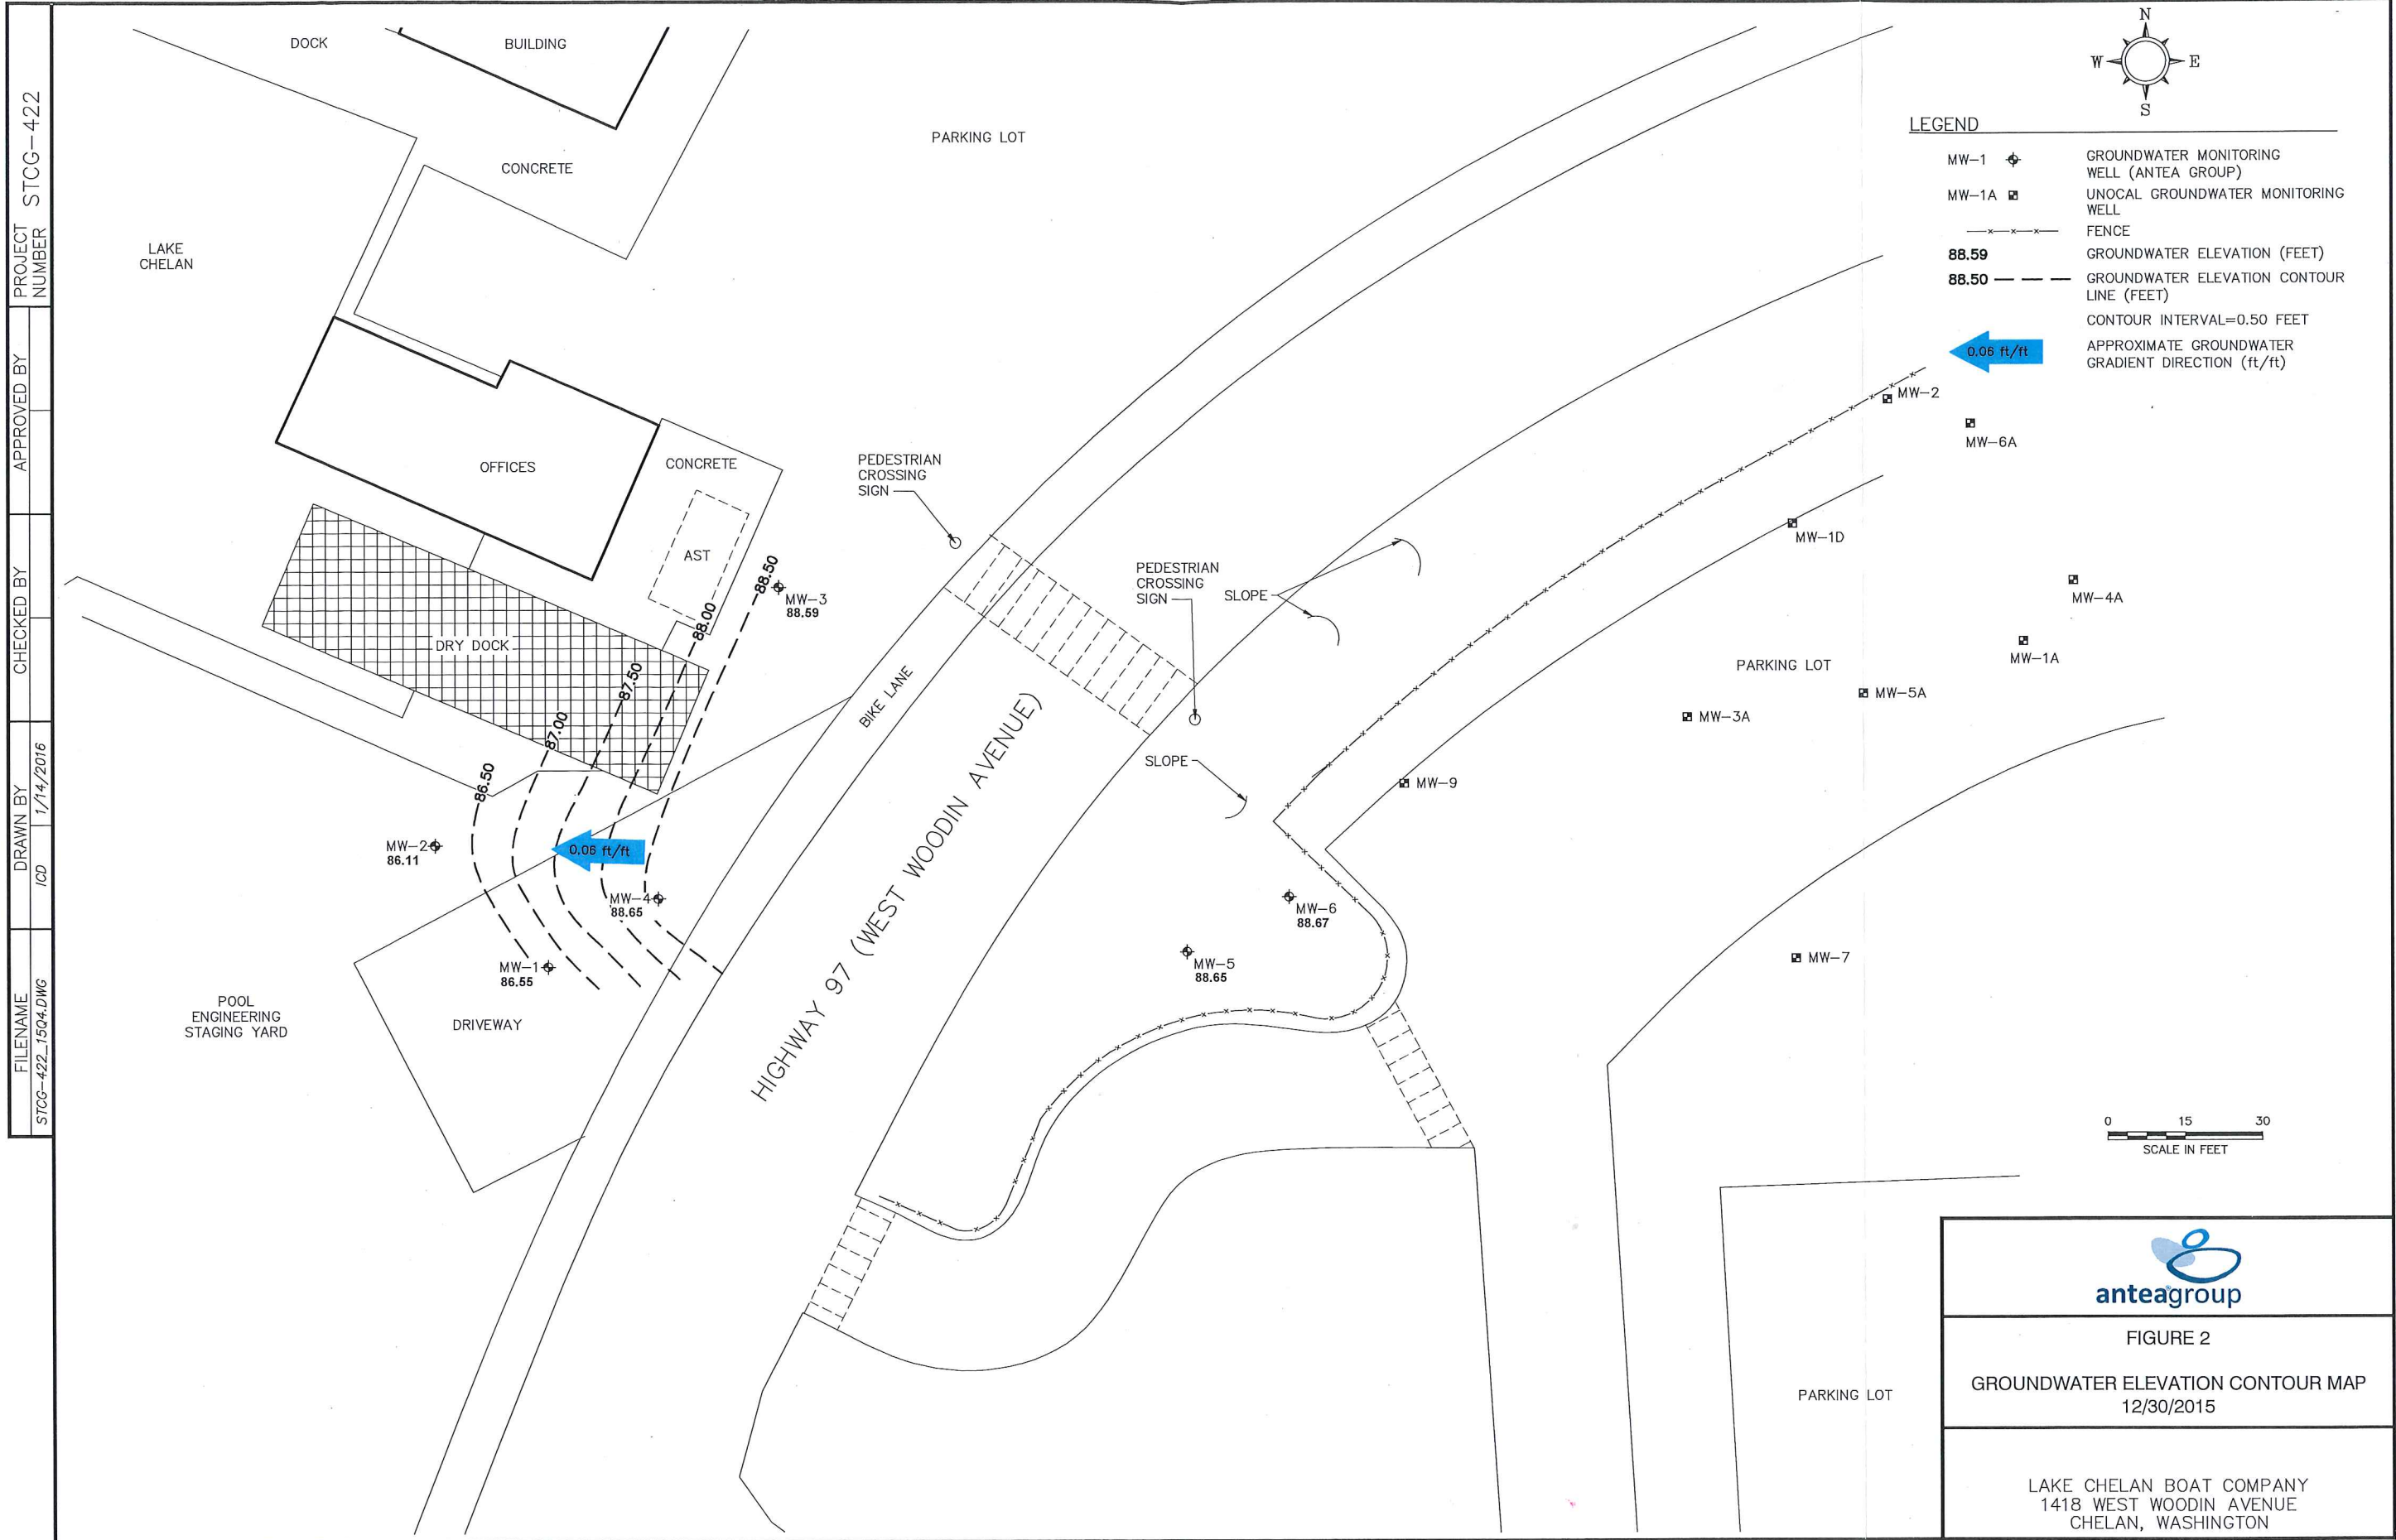 PROJECT
NUMBER
STCG-422
APPROVED BY
CHECKED BY
DRAWN BY
ICD
1/14/2016
FILENAME
STCG-422_15Q4.DWG
DOCK
BUILDING
CONCRETE
PARKING LOT
LAKE
CHELAN
OFFICES
CONCRETE
AST
DRY DOCK
PEDESTRIAN
CROSSING
SIGN
PEDESTRIAN
CROSSING
SIGN
SLOPE
SLOPE
88.50
88.00
87.50
87.00
86.50
MW-3
88.59
MW-2
86.11
0.06 ft/ft
MW-4
88.65
MW-1
86.55
BIKE LANE
HIGHWAY 97 (WEST WOODIN AVENUE)
POOL
ENGINEERING
STAGING YARD
DRIVEWAY
MW-6
88.67
MW-5
88.65
MW-2
MW-6A
MW-1D
MW-4A
MW-1A
PARKING LOT
MW-5A
MW-3A
MW-9
MW-7
PARKING LOT
N
W
E
S
LEGEND
MW-1 GROUNDWATER MONITORING
WELL (ANTEA GROUP)
MW-1A UNOCAL GROUNDWATER MONITORING
WELL
FENCE
88.59 GROUNDWATER ELEVATION (FEET)
88.50 GROUNDWATER ELEVATION CONTOUR
LINE (FEET)
CONTOUR INTERVAL=0.50 FEET
0.06 ft/ft APPROXIMATE GROUNDWATER
GRADIENT DIRECTION (ft/ft)
0 15 30
SCALE IN FEET
anteagroup
FIGURE 2
GROUNDWATER ELEVATION CONTOUR MAP
12/30/2015
LAKE CHELAN BOAT COMPANY
1418 WEST WOODIN AVENUE
CHELAN, WASHINGTON